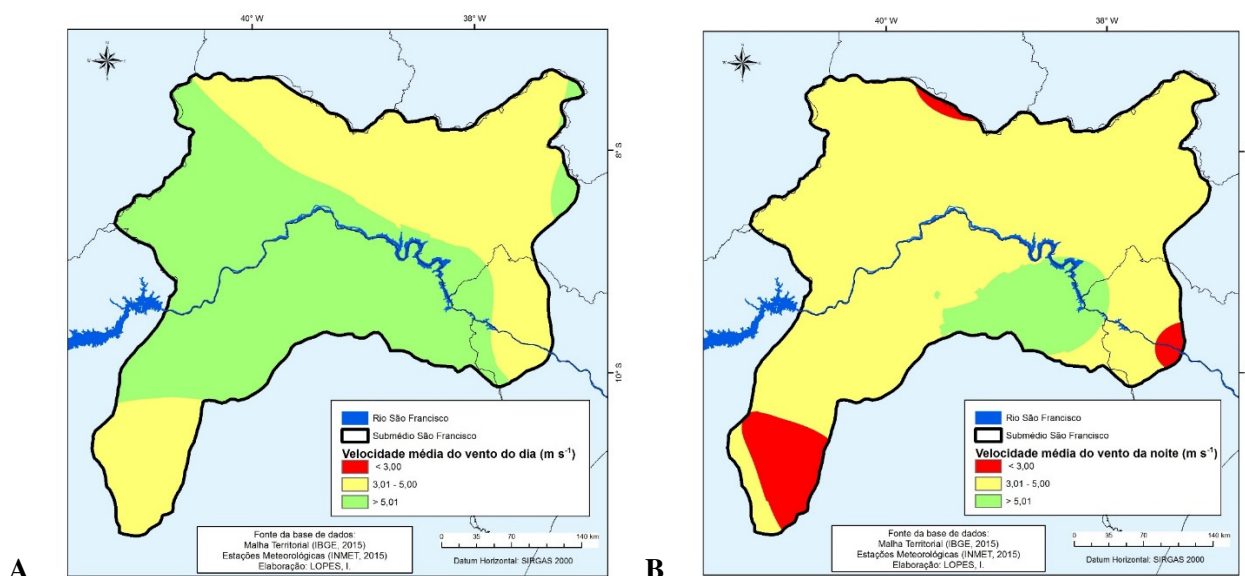 40° W
38° W
8° S
10° S
Rio São Francisco
Submédio São Francisco
Velocidade média do vento do dia (m s⁻¹)
< 3,00
3,01 - 5,00
> 5,01
Fonte da base de dados:
Malha Territorial (IBGE, 2015)
Estações Meteorológicas (INMET, 2015)
Elaboração: LOPES, I.
0 35 70 140 km
Datum Horizontal: SIRGAS 2000
A
40° W
38° W
8° S
10° S
Rio São Francisco
Submédio São Francisco
Velocidade média do vento da noite (m s⁻¹)
< 3,00
3,01 - 5,00
> 5,01
Fonte da base de dados:
Malha Territorial (IBGE, 2015)
Estações Meteorológicas (INMET, 2015)
Elaboração: LOPES, I.
0 35 70 140 km
Datum Horizontal: SIRGAS 2000
B